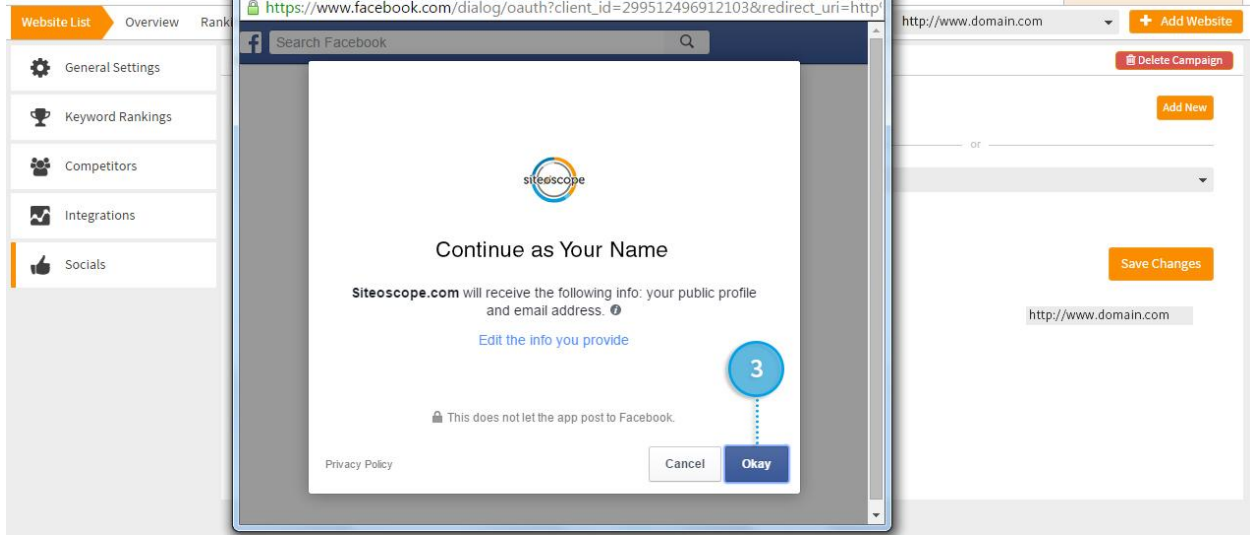 https://www.facebook.com/dialog/oauth?client_id=299512496912103&redirect_uri=http
Website List
Overview
http://www.domain.com
+ Add Website
Search Facebook
General Settings
Delete Campaign
Keyword Rankings
Add New
or
Competitors
siteoscope
Integrations
Continue as Your Name
Socials
Save Changes
Siteoscope.com will receive the following info: your public profile
and email address.
Edit the info you provide
http://www.domain.com
3
This does not let the app post to Facebook.
Privacy Policy
Cancel
Okay